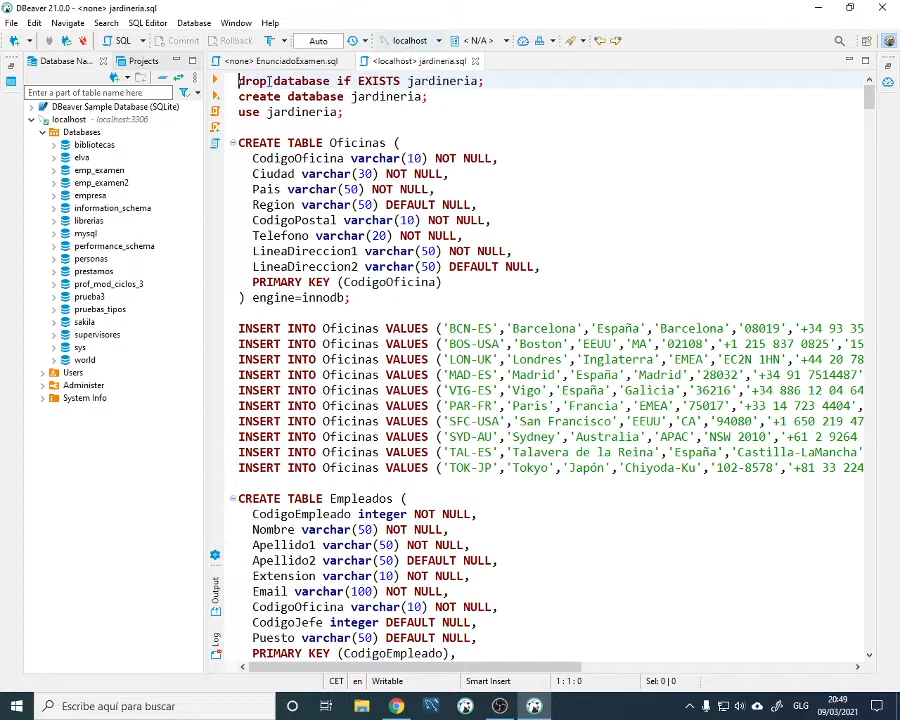 DBeaver 21.0.0 - <none> jardineria.sql
File Edit Navigate Search SQL Editor Database Window Help
SQL Commit Rollback T Auto localhost < N/A >
Database Na... Projects <none> EnunciadoExamen.sql <localhost> jardineria.sql
Enter a part of table name here
DBeaver Sample Database (SQLite)
localhost - localhost:3306
Databases
bibliotecas
elva
emp_examen
emp_examen2
empresa
information_schema
librerias
mysql
performance_schema
personas
prestamos
prof_mod_ciclos_3
prueba3
pruebas_tipos
sakila
supervisores
sys
world
Users
Administer
System Info
drop database if EXISTS jardineria;
create database jardineria;
use jardineria;
CREATE TABLE Oficinas (
CodigoOficina varchar(10) NOT NULL,
Ciudad varchar(30) NOT NULL,
Pais varchar(50) NOT NULL,
Region varchar(50) DEFAULT NULL,
CodigoPostal varchar(10) NOT NULL,
Telefono varchar(20) NOT NULL,
LineaDireccion1 varchar(50) NOT NULL,
LineaDireccion2 varchar(50) DEFAULT NULL,
PRIMARY KEY (CodigoOficina)
) engine=innodb;
INSERT INTO Oficinas VALUES ('BCN-ES','Barcelona','España','Barcelona','08019','+34 93 35
INSERT INTO Oficinas VALUES ('BOS-USA','Boston','EEUU','MA','02108','+1 215 837 0825','15
INSERT INTO Oficinas VALUES ('LON-UK','Londres','Inglaterra','EMEA','EC2N 1HN','+44 20 78
INSERT INTO Oficinas VALUES ('MAD-ES','Madrid','España','Madrid','28032','+34 91 7514487'
INSERT INTO Oficinas VALUES ('VIG-ES','Vigo','España','Galicia','36216','+34 886 12 04 64
INSERT INTO Oficinas VALUES ('PAR-FR','Paris','Francia','EMEA','75017','+33 14 723 4404',
INSERT INTO Oficinas VALUES ('SFC-USA','San Francisco','EEUU','CA','94080','+1 650 219 47
INSERT INTO Oficinas VALUES ('SYD-AU','Sydney','Australia','APAC','NSW 2010','+61 2 9264
INSERT INTO Oficinas VALUES ('TAL-ES','Talavera de la Reina','España','Castilla-LaMancha'
INSERT INTO Oficinas VALUES ('TOK-JP','Tokyo','Japón','Chiyoda-Ku','102-8578','+81 33 224
CREATE TABLE Empleados (
CodigoEmpleado integer NOT NULL,
Nombre varchar(50) NOT NULL,
Apellido1 varchar(50) NOT NULL,
Apellido2 varchar(50) DEFAULT NULL,
Extension varchar(10) NOT NULL,
Email varchar(100) NOT NULL,
CodigoOficina varchar(10) NOT NULL,
CodigoJefe integer DEFAULT NULL,
Puesto varchar(50) DEFAULT NULL,
PRIMARY KEY (CodigoEmpleado),
Output
Log
CET en Writable Smart Insert 1 : 1 : 0 Sel: 0 | 0
Escribe aquí para buscar
GLG
20:49
09/03/2021